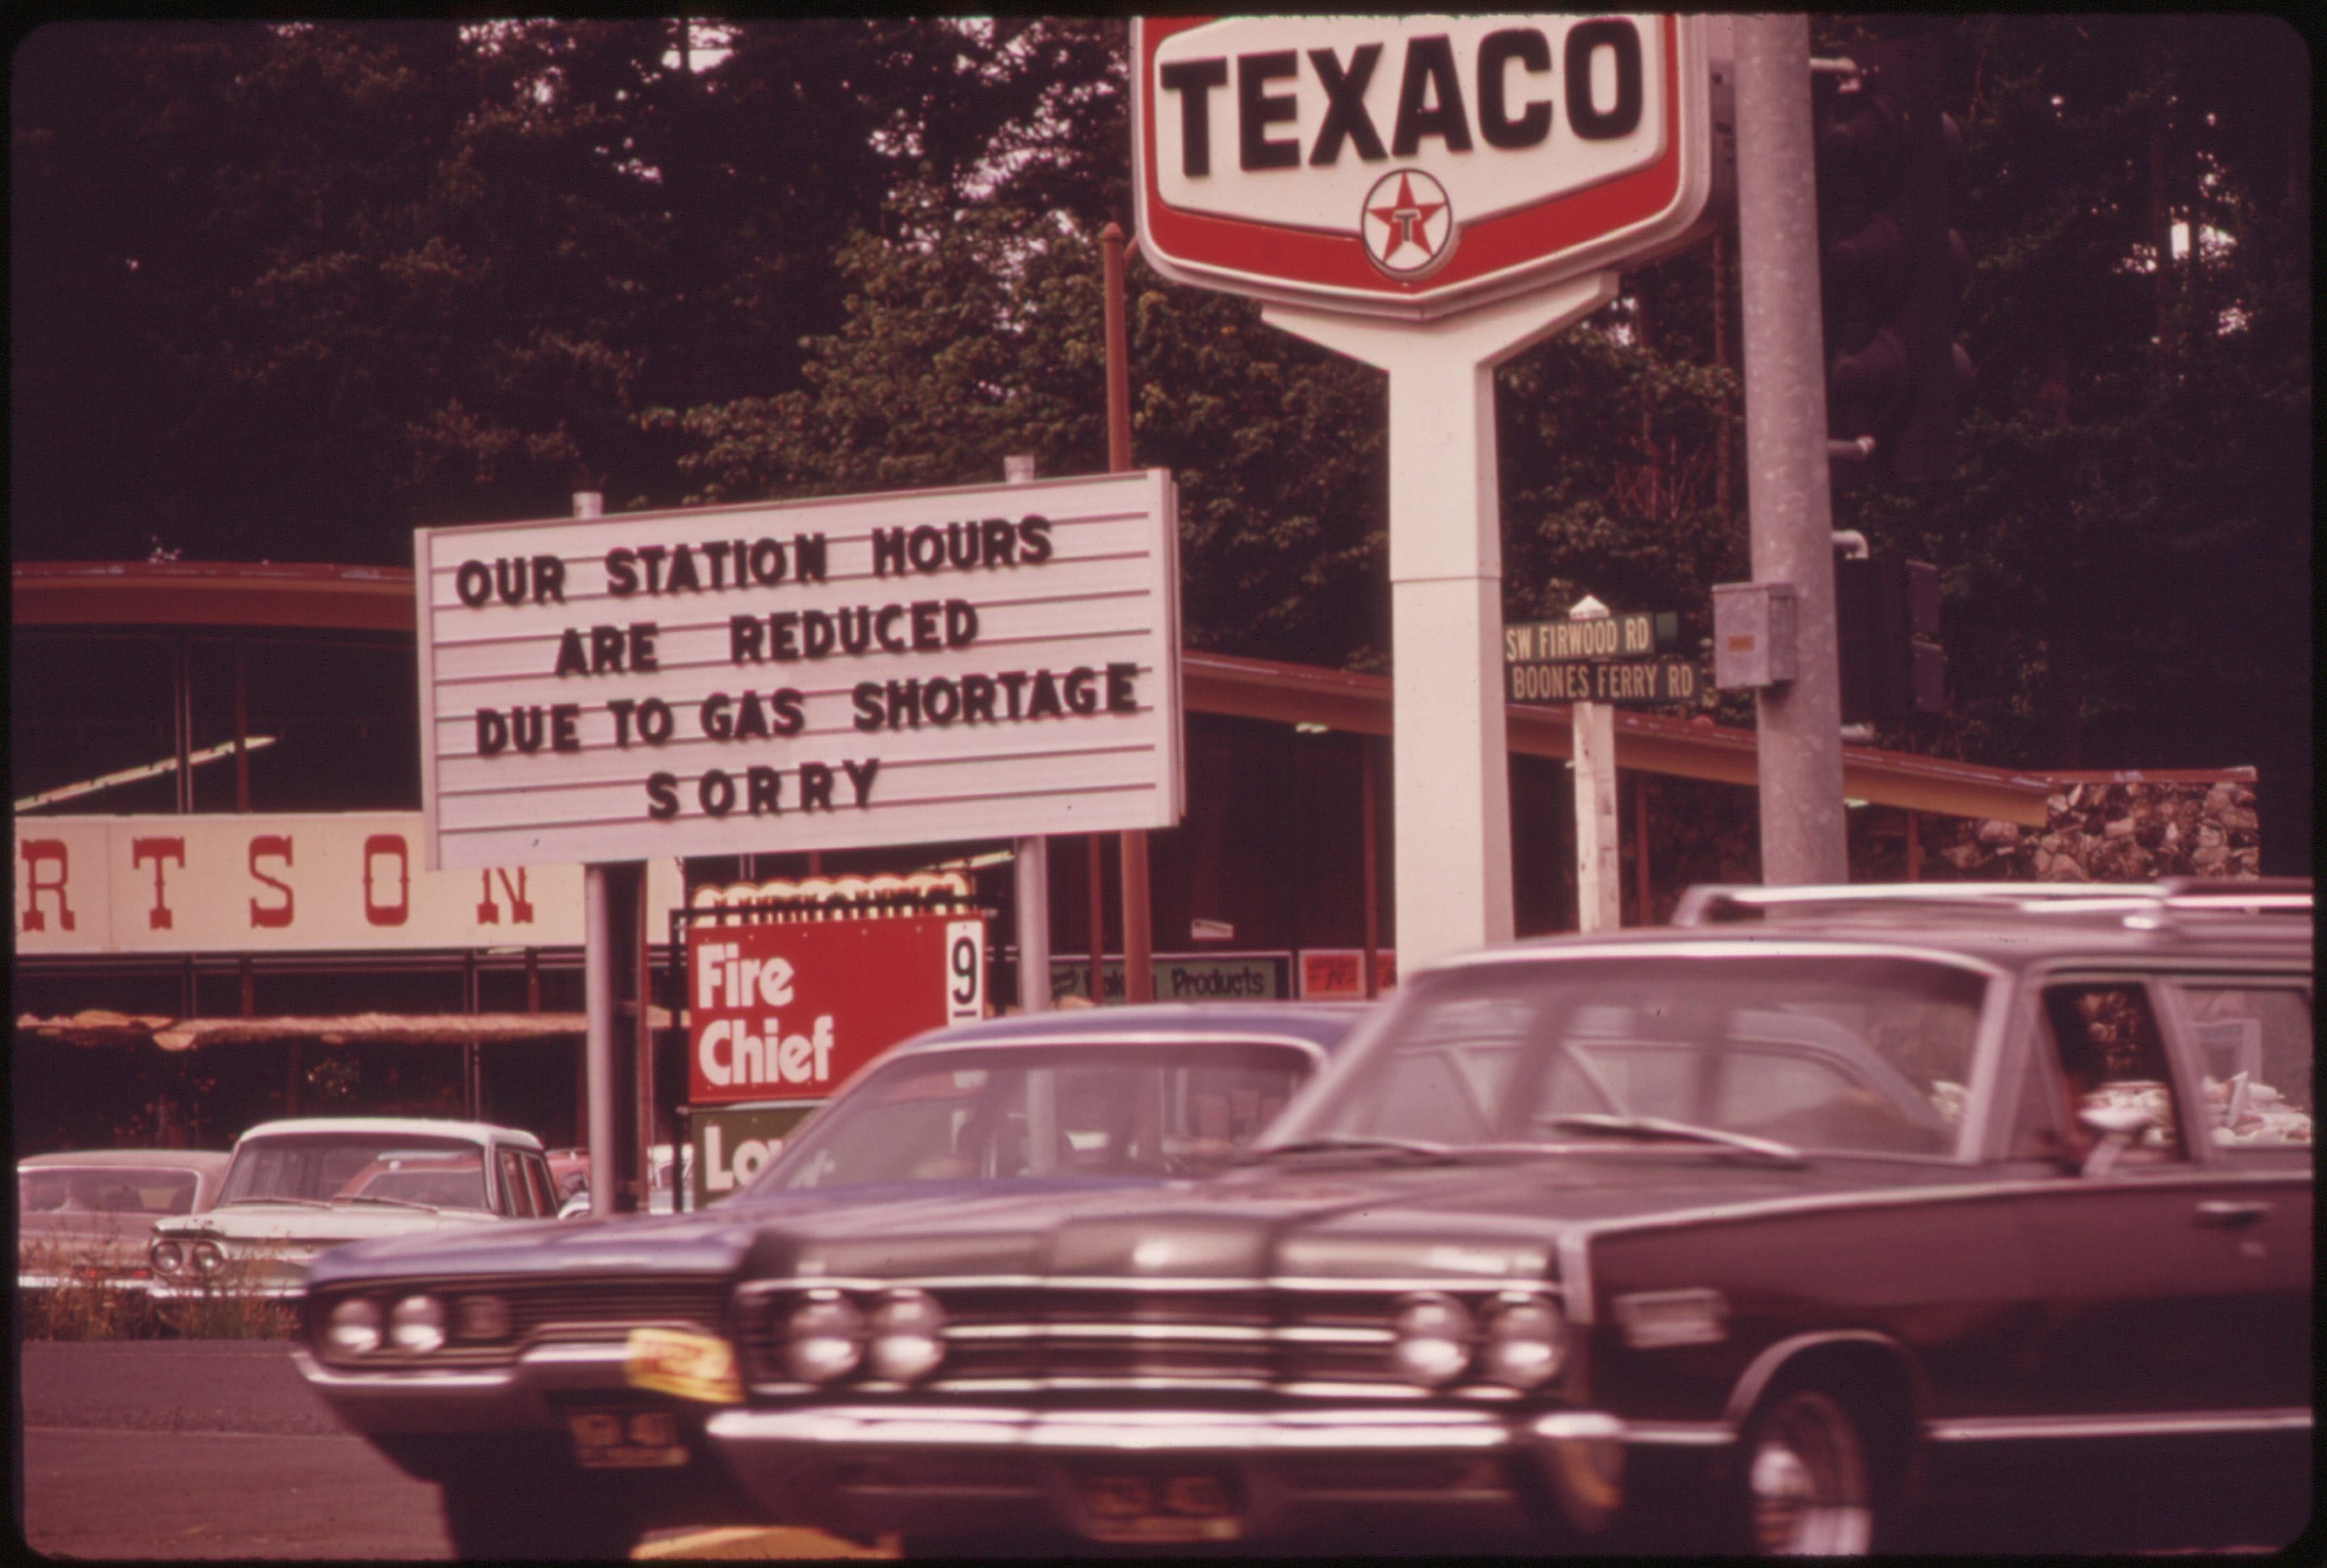 TEXACO
T
OUR STATION HOURS
ARE REDUCED
DUE TO GAS SHORTAGE
SORRY
SW FIRWOOD RD
BOONES FERRY RD
RTSON
Fire
Chief
9
Products